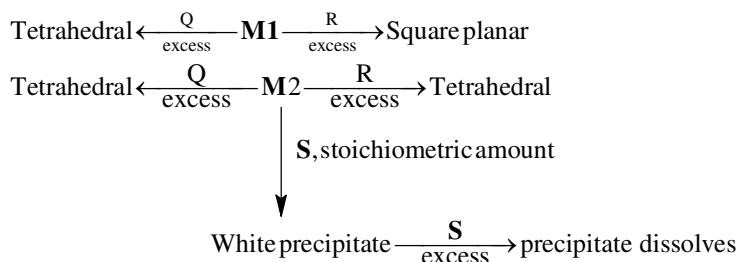 Tetrahedral Q excess M1 R excess Square planar
Tetrahedral Q excess M2 R excess Tetrahedral
S, stoichiometric amount
White precipitate S excess precipitate dissolves